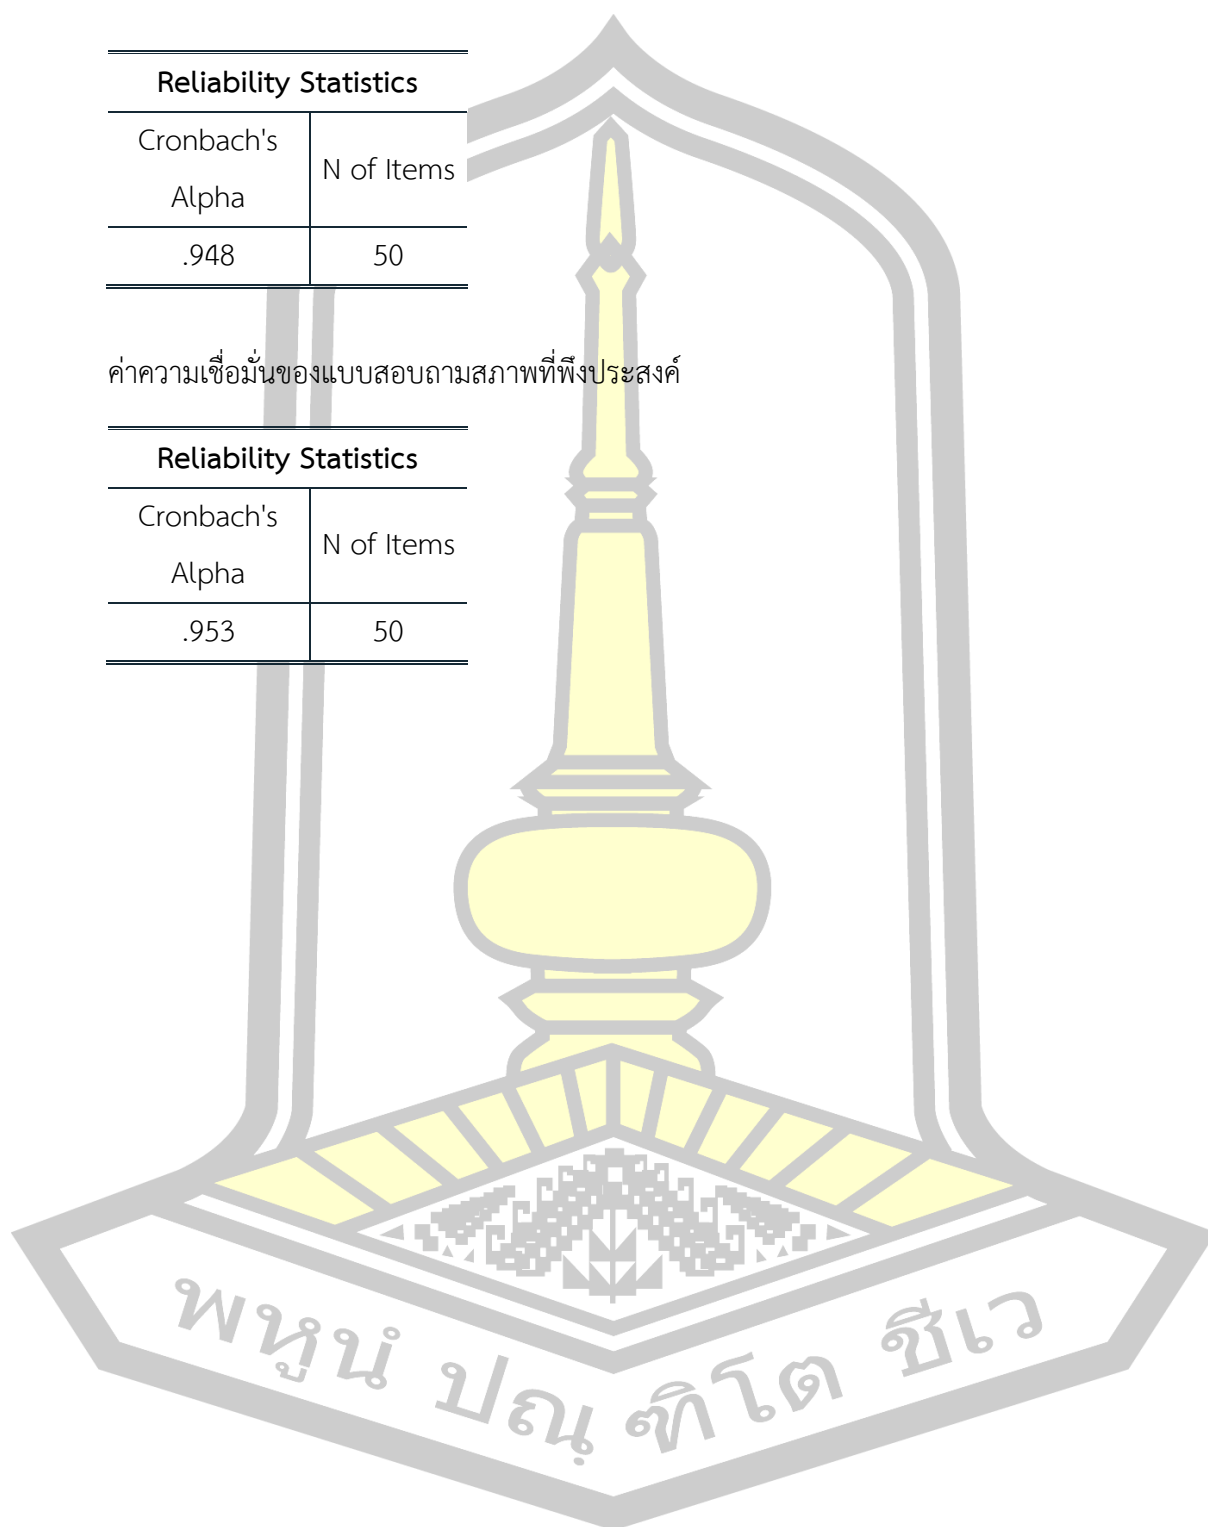 Reliability Statistics
Cronbach's Alpha N of Items
.948 50
ค่าความเชื่อมั่นของแบบสอบถามสภาพที่พึงประสงค์
Reliability Statistics
Cronbach's Alpha N of Items
.953 50
พหูนํ ปณฺฑิโต ชีเว